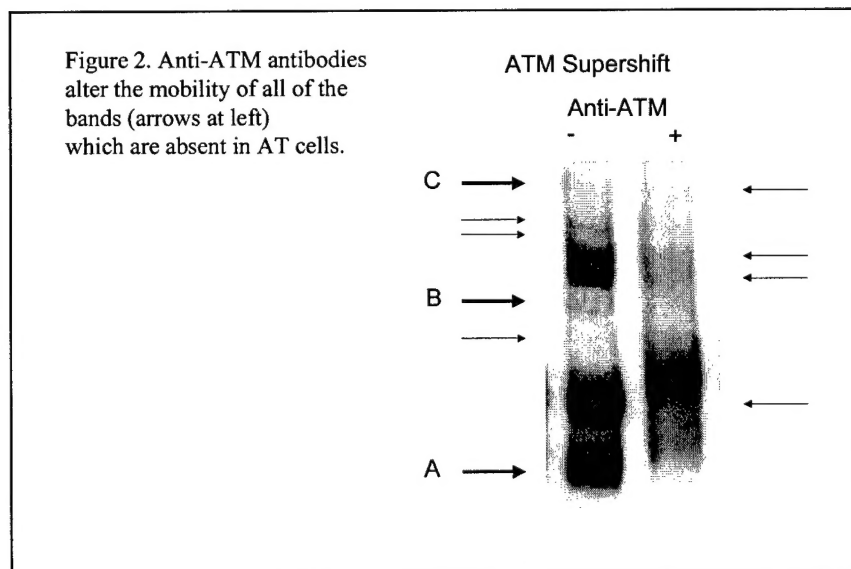 Figure 2. Anti-ATM antibodies
alter the mobility of all of the
bands (arrows at left)
which are absent in AT cells.
ATM Supershift
Anti-ATM
- +
C
B
A